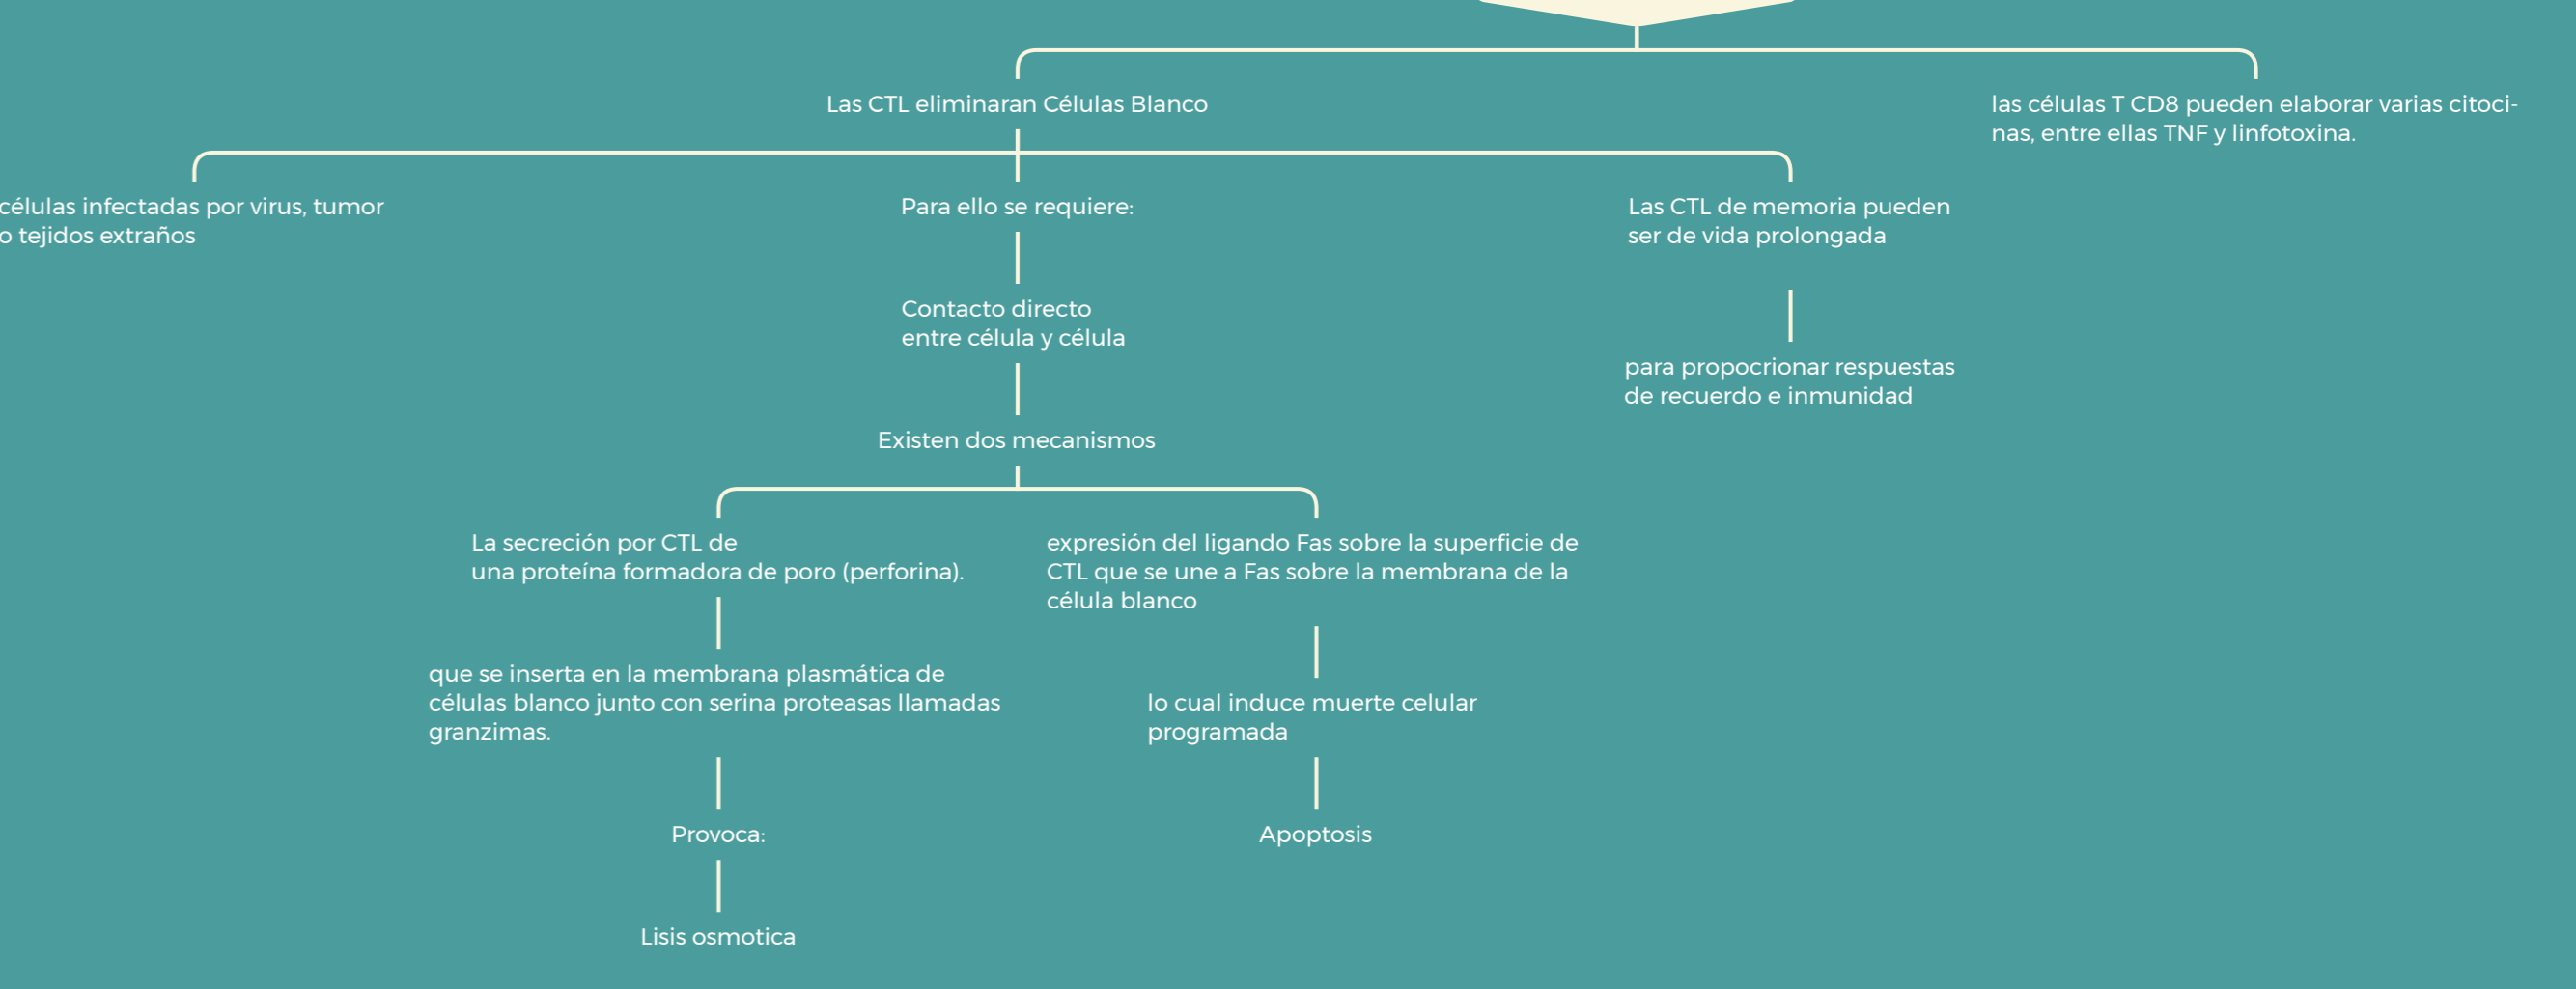 Las CTL eliminaran Células Blanco
las células T CD8 pueden elaborar varias citoci-
nas, entre ellas TNF y linfotoxina.
células infectadas por virus, tumor
o tejidos extraños
Para ello se requiere:
Las CTL de memoria pueden
ser de vida prolongada
Contacto directo
entre célula y célula
para propocrionar respuestas
de recuerdo e inmunidad
Existen dos mecanismos
La secreción por CTL de
una proteína formadora de poro (perforina).
expresión del ligando Fas sobre la superficie de
CTL que se une a Fas sobre la membrana de la
célula blanco
que se inserta en la membrana plasmática de
células blanco junto con serina proteasas llamadas
granzimas.
lo cual induce muerte celular
programada
Provoca:
Apoptosis
Lisis osmotica